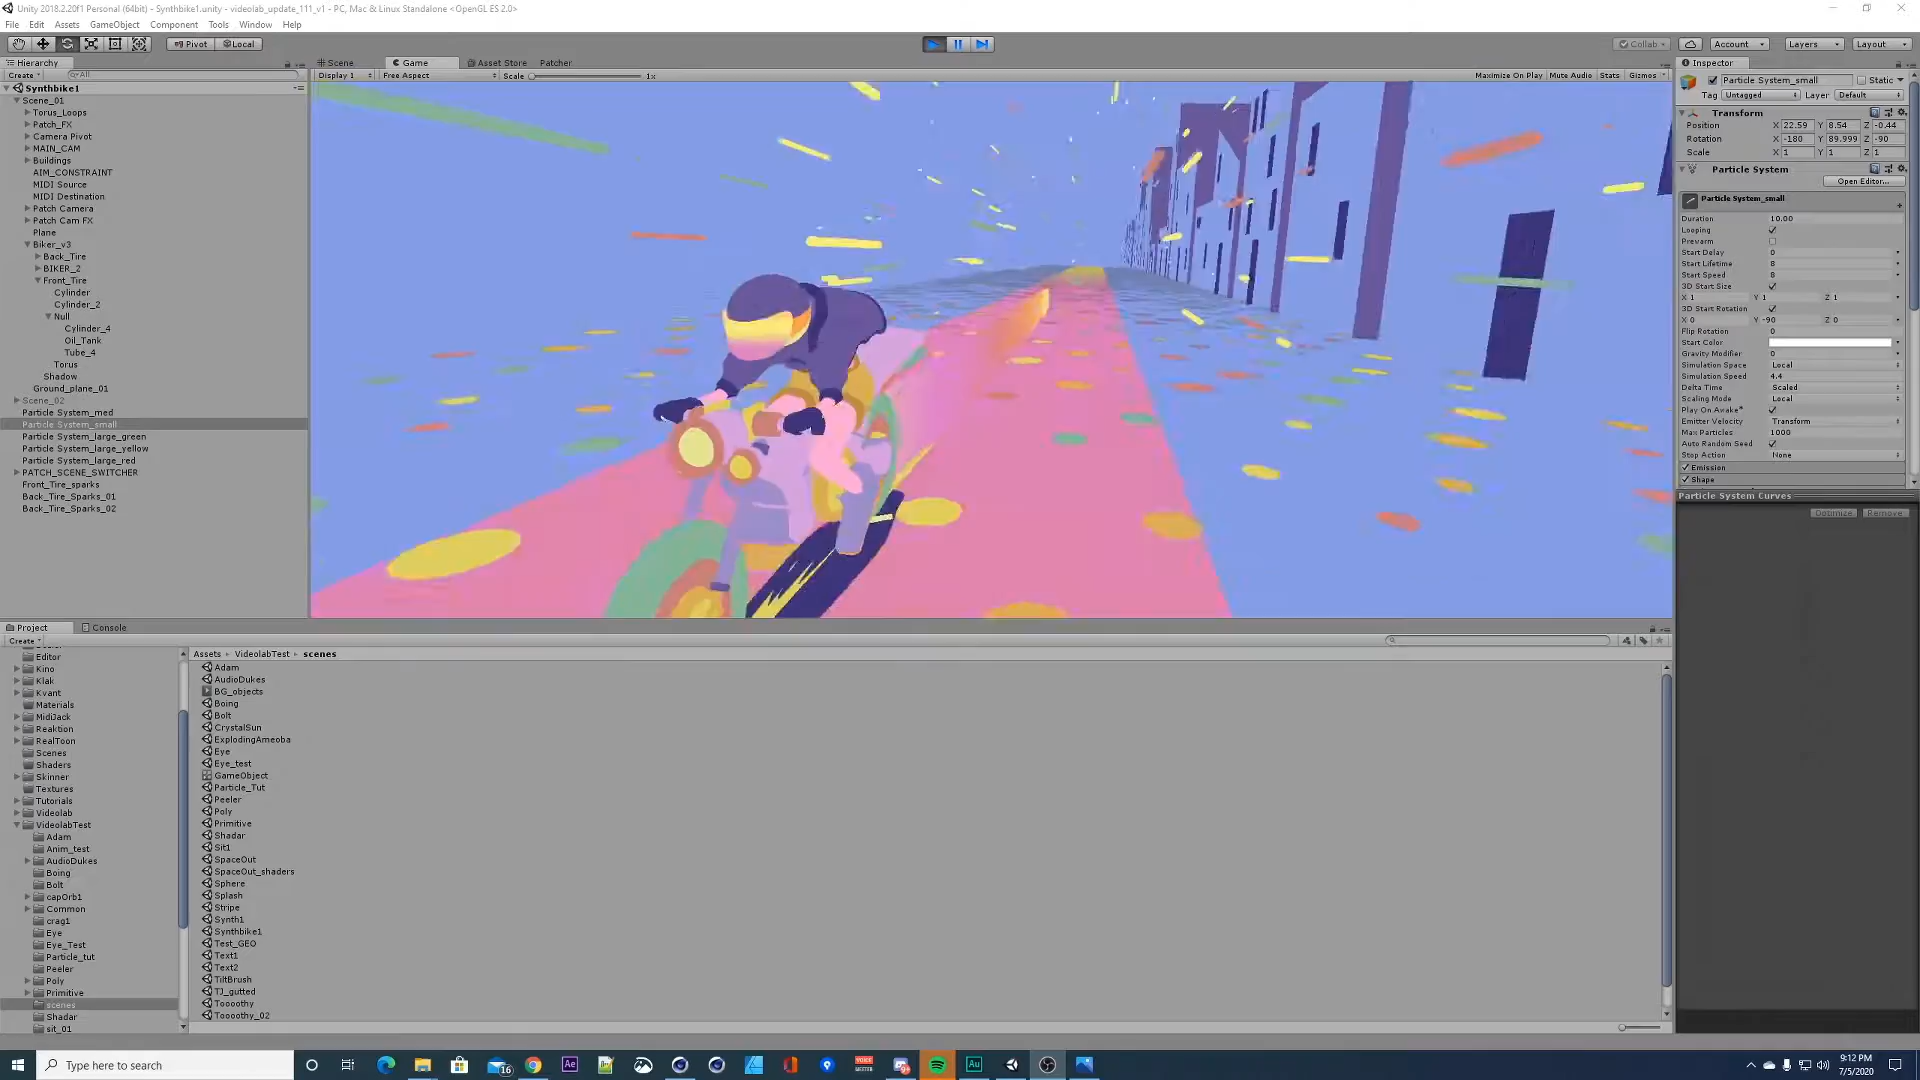 Unity 2018.2.20f1 Personal (64bit) - Synthbike1.unity - videolab_update_111_v1 - PC, Mac & Linux Standalone <OpenGL ES 2.0>
File Edit Assets GameObject Component Tools Window Help
Pivot Local Collab Account Layers Layout
Hierarchy
Create All
Synthbike1
Scene_01
Torus_Loops
Patch_FX
Camera Pivot
MAIN_CAM
Buildings
AIM_CONSTRAINT
MIDI Source
MIDI Destination
Patch Camera
Patch Cam FX
Plane
Biker_v3
Back_Tire
BIKER_2
Front_Tire
Cylinder
Cylinder_2
Null
Cylinder_4
Oil_Tank
Tube_4
Torus
Shadow
Ground_plane_01
Scene_02
Particle System_med
Particle System_small
Particle System_large_green
Particle System_large_yellow
Particle System_large_red
PATCH_SCENE_SWITCHER
Front_Tire_sparks
Back_Tire_Sparks_01
Back_Tire_Sparks_02
Scene Game Asset Store Patcher
Display 1 Free Aspect Scale 1x Maximize On Play Mute Audio Stats Gizmos
Inspector
Particle System_small Static
Tag Untagged Layer Default
Transform
Position X 22.59 Y 8.54 Z -0.44
Rotation X -180 Y 89.999 Z -90
Scale X 1 Y 1 Z 1
Particle System
Open Editor...
Particle System_small
Duration 10.00
Looping
Prewarm
Start Delay 0
Start Lifetime 8
Start Speed 8
3D Start Size
X 1 Y 1 Z 1
3D Start Rotation
X 0 Y -90 Z 0
Flip Rotation 0
Start Color
Gravity Modifier 0
Simulation Space Local
Simulation Speed 4.4
Delta Time Scaled
Scaling Mode Local
Play On Awake*
Emitter Velocity Transform
Max Particles 1000
Auto Random Seed
Stop Action None
Emission
Shape
Particle System Curves
Optimize Remove
Project Console
Create
Editor
Kino
Klak
Kvant
Materials
MidiJack
Reaktion
RealToon
Scenes
Shaders
Skinner
Textures
Tutorials
Videolab
VideolabTest
Adam
Anim_test
AudioDukes
Boing
Bolt
capOrb1
Common
crag1
Eye
Eye_Test
Particle_tut
Peeler
Poly
Primitive
scenes
Shadar
sit_01
Assets VideolabTest scenes
Adam
AudioDukes
BG_objects
Boing
Bolt
CrystalSun
ExplodingAmeoba
Eye
Eye_test
GameObject
Particle_Tut
Peeler
Poly
Primitive
Shadar
Sit1
SpaceOut
SpaceOut_shaders
Sphere
Splash
Stripe
Synth1
Synthbike1
Test_GEO
Text1
Text2
TiltBrush
TJ_gutted
Toooothy
Toooothy_02
Type here to search
16
Ae
Au
9:12 PM
7/5/2020